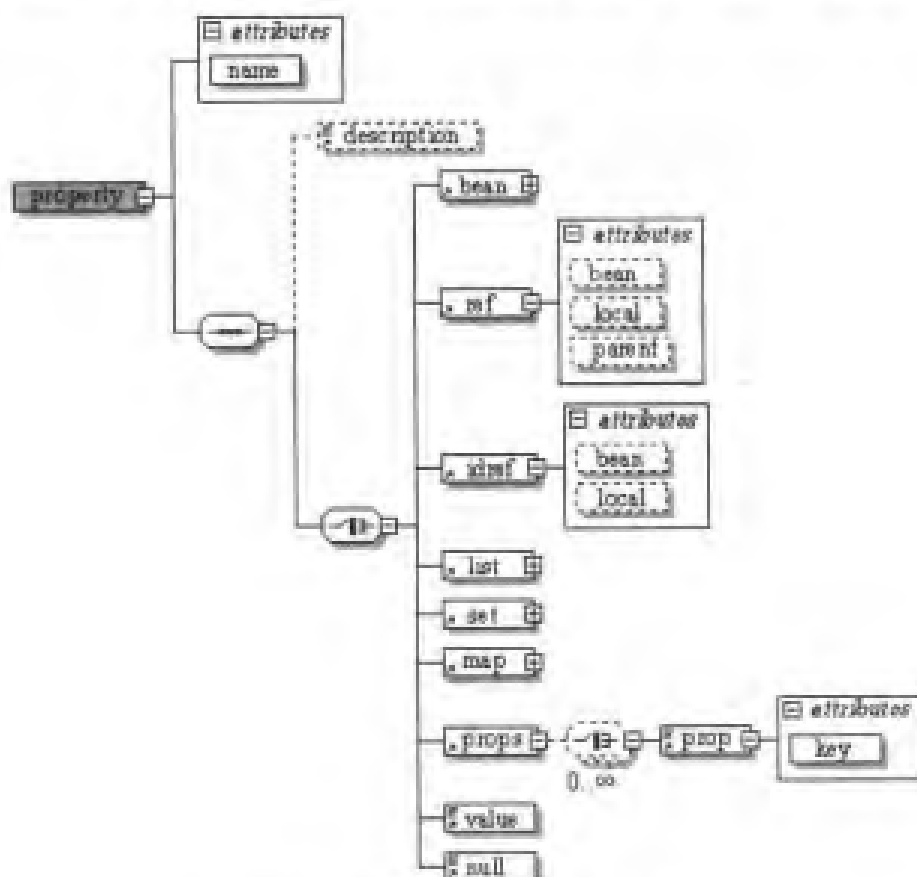 attributes
name
description
property
bean
attributes
bean
ref
local
parent
attributes
idref
bean
local
list
set
map
attributes
props
prop
key
0..∞
value
null